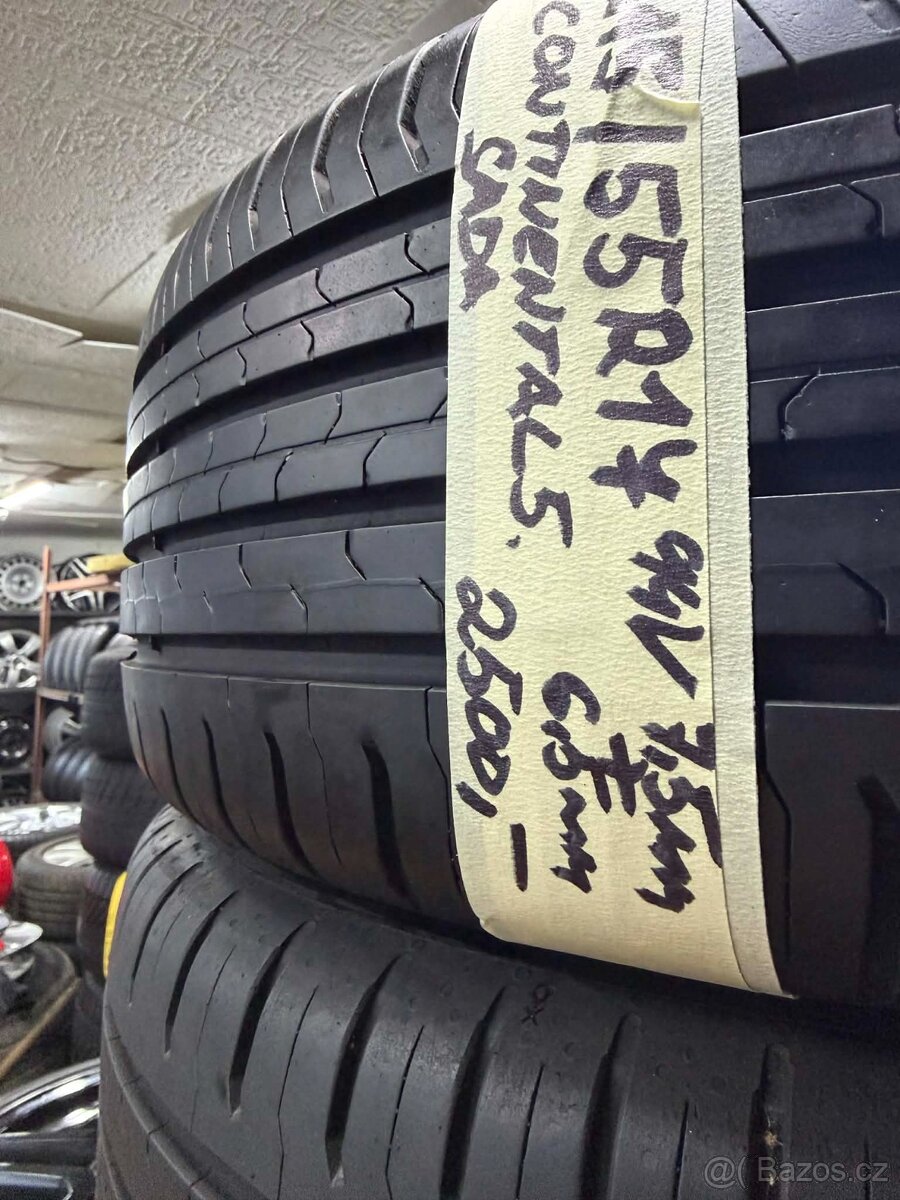 215/55R17 94V 7,5mm
CONTINENTAL 5. 6.5mm
SADA 2500,-
@( Bazos.cz